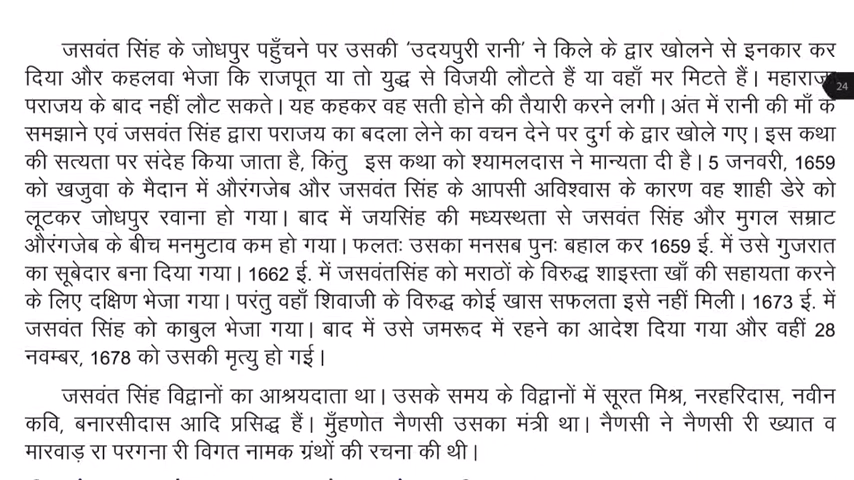 जसवंत सिंह के जोधपुर पहुँचने पर उसकी 'उदयपुरी रानी' ने किले के द्वार खोलने से इनकार कर
दिया और कहलवा भेजा कि राजपूत या तो युद्ध से विजयी लौटते हैं या वहाँ मर मिटते हैं। महाराजा
पराजय के बाद नहीं लौट सकते। यह कहकर वह सती होने की तैयारी करने लगी। अंत में रानी की माँ के
समझाने एवं जसवंत सिंह द्वारा पराजय का बदला लेने का वचन देने पर दुर्ग के द्वार खोले गए। इस कथा
की सत्यता पर संदेह किया जाता है, किंतु इस कथा को श्यामलदास ने मान्यता दी है। 5 जनवरी, 1659
को खजुवा के मैदान में औरंगजेब और जसवंत सिंह के आपसी अविश्वास के कारण वह शाही डेरे को
लूटकर जोधपुर रवाना हो गया। बाद में जयसिंह की मध्यस्थता से जसवंत सिंह और मुगल सम्राट
औरंगजेब के बीच मनमुटाव कम हो गया। फलतः उसका मनसब पुनः बहाल कर 1659 ई. में उसे गुजरात
का सूबेदार बना दिया गया। 1662 ई. में जसवंतसिंह को मराठों के विरुद्ध शाइस्ता खाँ की सहायता करने
के लिए दक्षिण भेजा गया। परंतु वहाँ शिवाजी के विरुद्ध कोई खास सफलता इसे नहीं मिली। 1673 ई. में
जसवंत सिंह को काबुल भेजा गया। बाद में उसे जमरूद में रहने का आदेश दिया गया और वहीं 28
नवम्बर, 1678 को उसकी मृत्यु हो गई।
जसवंत सिंह विद्वानों का आश्रयदाता था। उसके समय के विद्वानों में सूरत मिश्र, नरहरिदास, नवीन
कवि, बनारसीदास आदि प्रसिद्ध हैं। मुँहणोत नैणसी उसका मंत्री था। नैणसी ने नैणसी री ख्यात व
मारवाड़ रा परगना री विगत नामक ग्रंथों की रचना की थी।
24